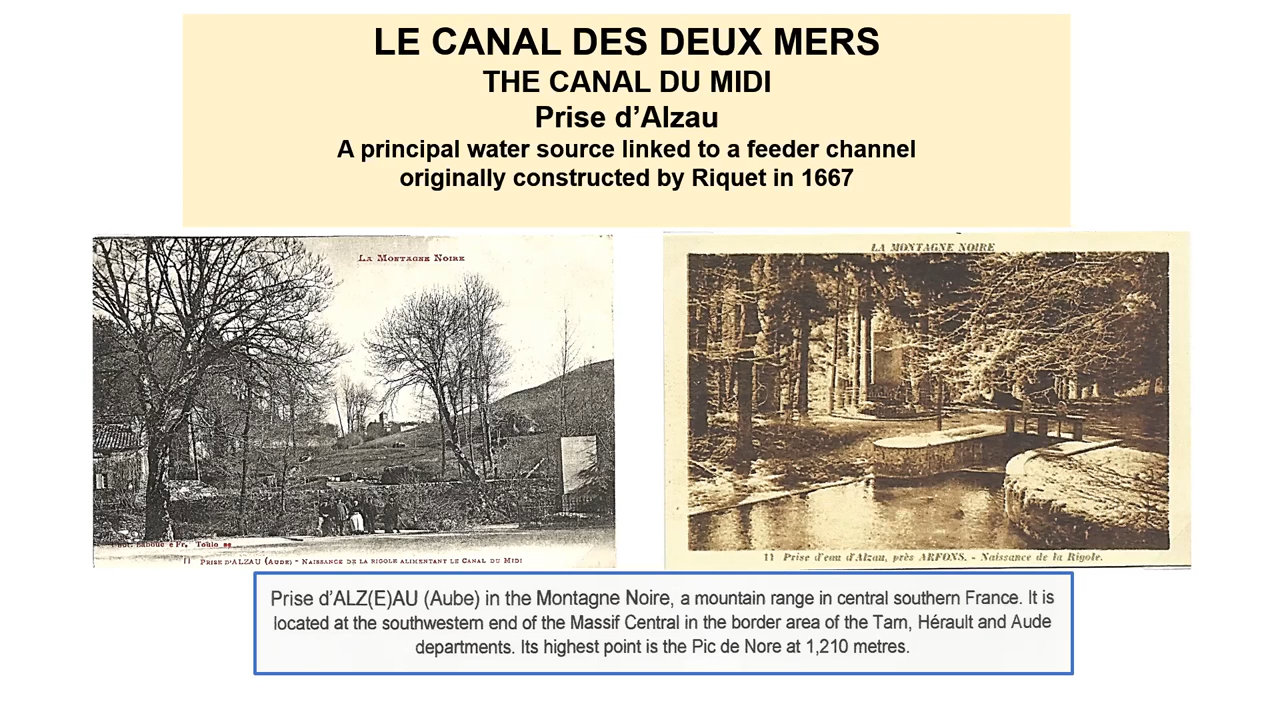 LE CANAL DES DEUX MERS
THE CANAL DU MIDI
Prise d’Alzau
A principal water source linked to a feeder channel
originally constructed by Riquet in 1667
LA MONTAGNE NOIRE
Toulo
11 PRISE D'ALZAU (AUDE) - NAISSANCE DE LA RIGOLE ALIMENTANT LE CANAL DU MIDI
LA MONTAGNE NOIRE
11 Prise d'eau d'Alzau, près ARFONS. - Naissance de la Rigole.
Prise d’ALZ(E)AU (Aube) in the Montagne Noire, a mountain range in central southern France. It is
located at the southwestern end of the Massif Central in the border area of the Tarn, Hérault and Aude
departments. Its highest point is the Pic de Nore at 1,210 metres.